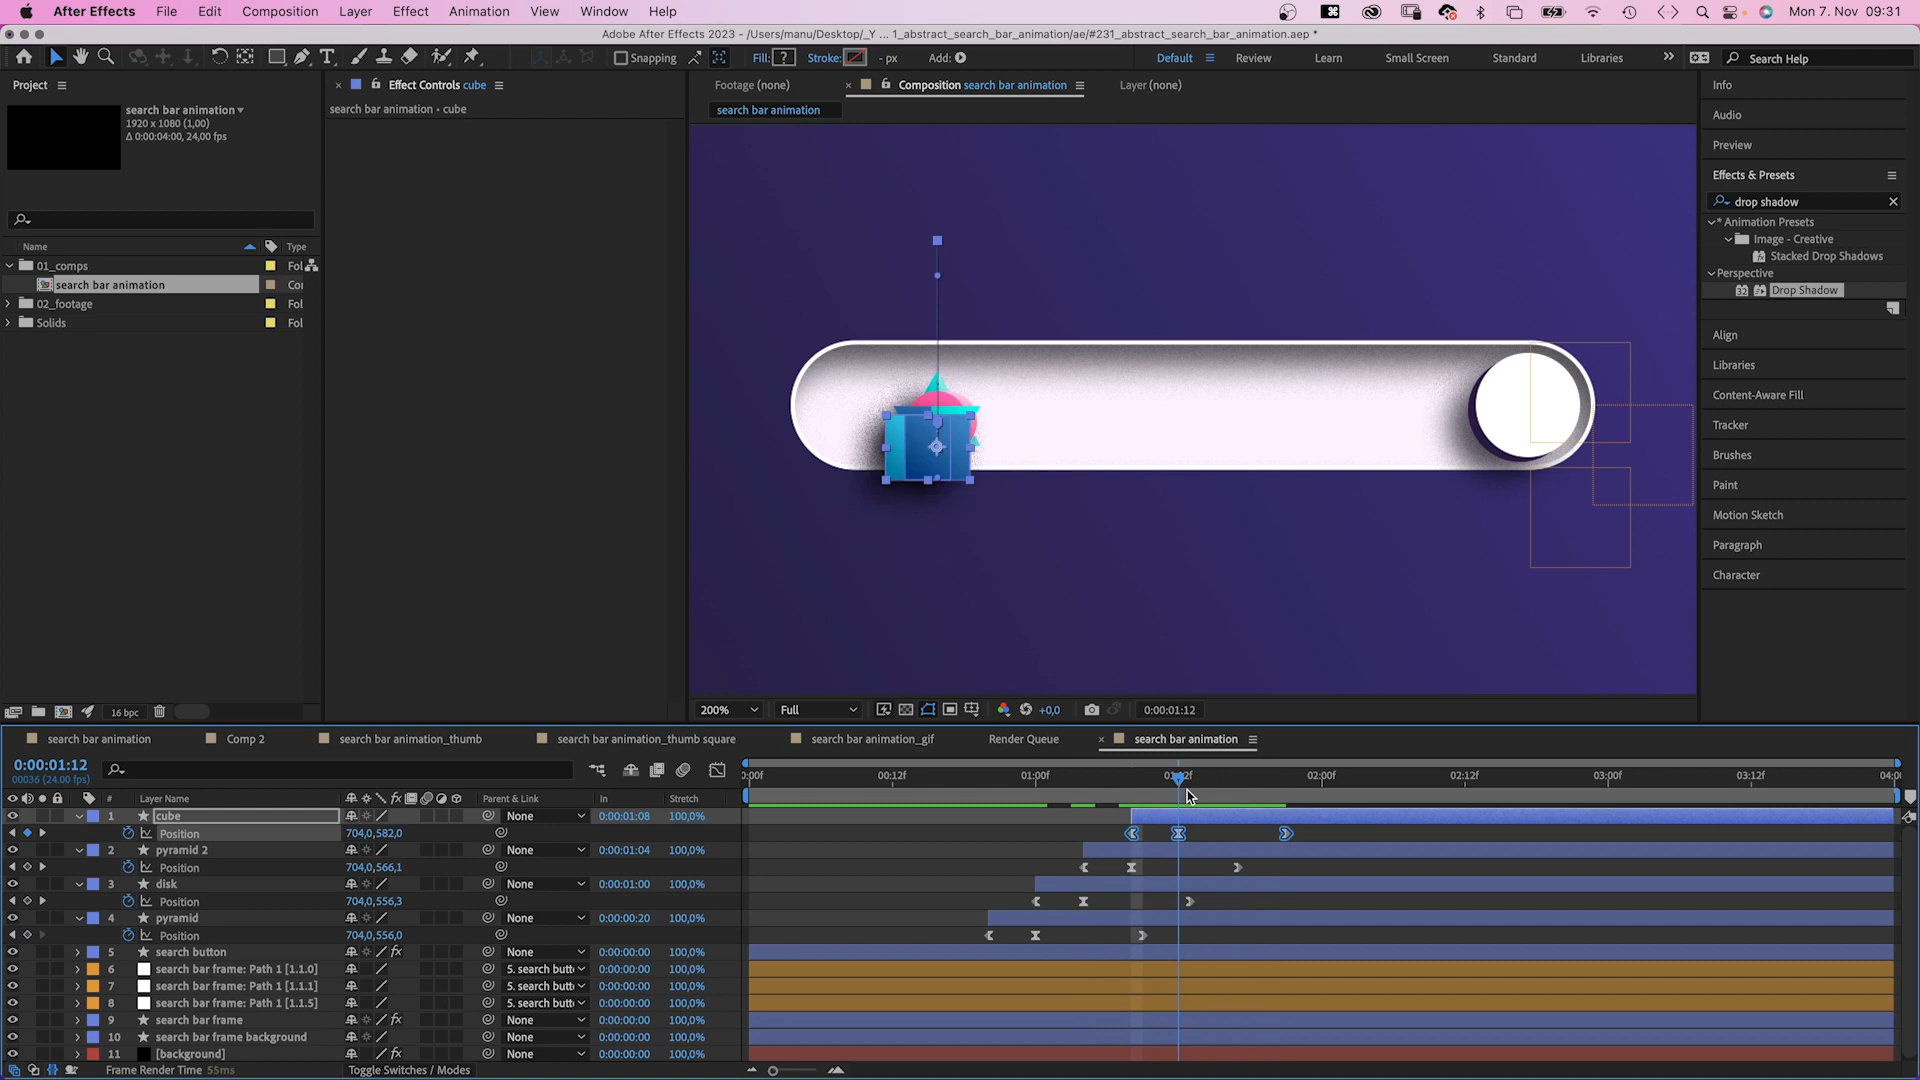 After Effects File Edit Composition Layer Effect Animation View Window Help Mon 7. Nov 09:31
Adobe After Effects 2023 - /Users/manu/Desktop/_Y ... 1_abstract_search_bar_animation/ae/#231_abstract_search_bar_animation.aep *
Snapping Fill: ? Stroke: - px Add: Default Review Learn Small Screen Standard Libraries Search Help
Project Effect Controls cube Footage (none) Composition search bar animation Layer (none) Info
search bar animation
1920 x 1080 (1,00)
Δ 0:00:04:00, 24,00 fps
search bar animation • cube
search bar animation
Audio
Preview
Effects & Presets
drop shadow
* Animation Presets
Image - Creative
Stacked Drop Shadows
Perspective
32 Drop Shadow
Name Type
01_comps Fol
search bar animation Coi
02_footage Fol
Solids Fol
Align
Libraries
Content-Aware Fill
Tracker
Brushes
Paint
Motion Sketch
Paragraph
Character
16 bpc 200% Full +0,0 0:00:01:12
search bar animation Comp 2 search bar animation_thumb search bar animation_thumb square search bar animation_gif Render Queue search bar animation
0:00:01:12
00036 (24.00 fps)
):00f 00:12f 01:00f 01:12f 02:00f 02:12f 03:00f 03:12f 04:0(
# Layer Name fx Parent & Link In Stretch
1 cube None 0:00:01:08 100,0%
Position 704,0,582,0
2 pyramid 2 None 0:00:01:04 100,0%
Position 704,0,566,1
3 disk None 0:00:01:00 100,0%
Position 704,0,556,3
4 pyramid None 0:00:00:20 100,0%
Position 704,0,556,0
5 search button fx None 0:00:00:00 100,0%
6 search bar frame: Path 1 [1.1.0] 5. search butt 0:00:00:00 100,0%
7 search bar frame: Path 1 [1.1.1] 5. search butt 0:00:00:00 100,0%
8 search bar frame: Path 1 [1.1.5] 5. search butt 0:00:00:00 100,0%
9 search bar frame fx None 0:00:00:00 100,0%
10 search bar frame background None 0:00:00:00 100,0%
11 [background] fx None 0:00:00:00 100,0%
Frame Render Time 55ms Toggle Switches / Modes